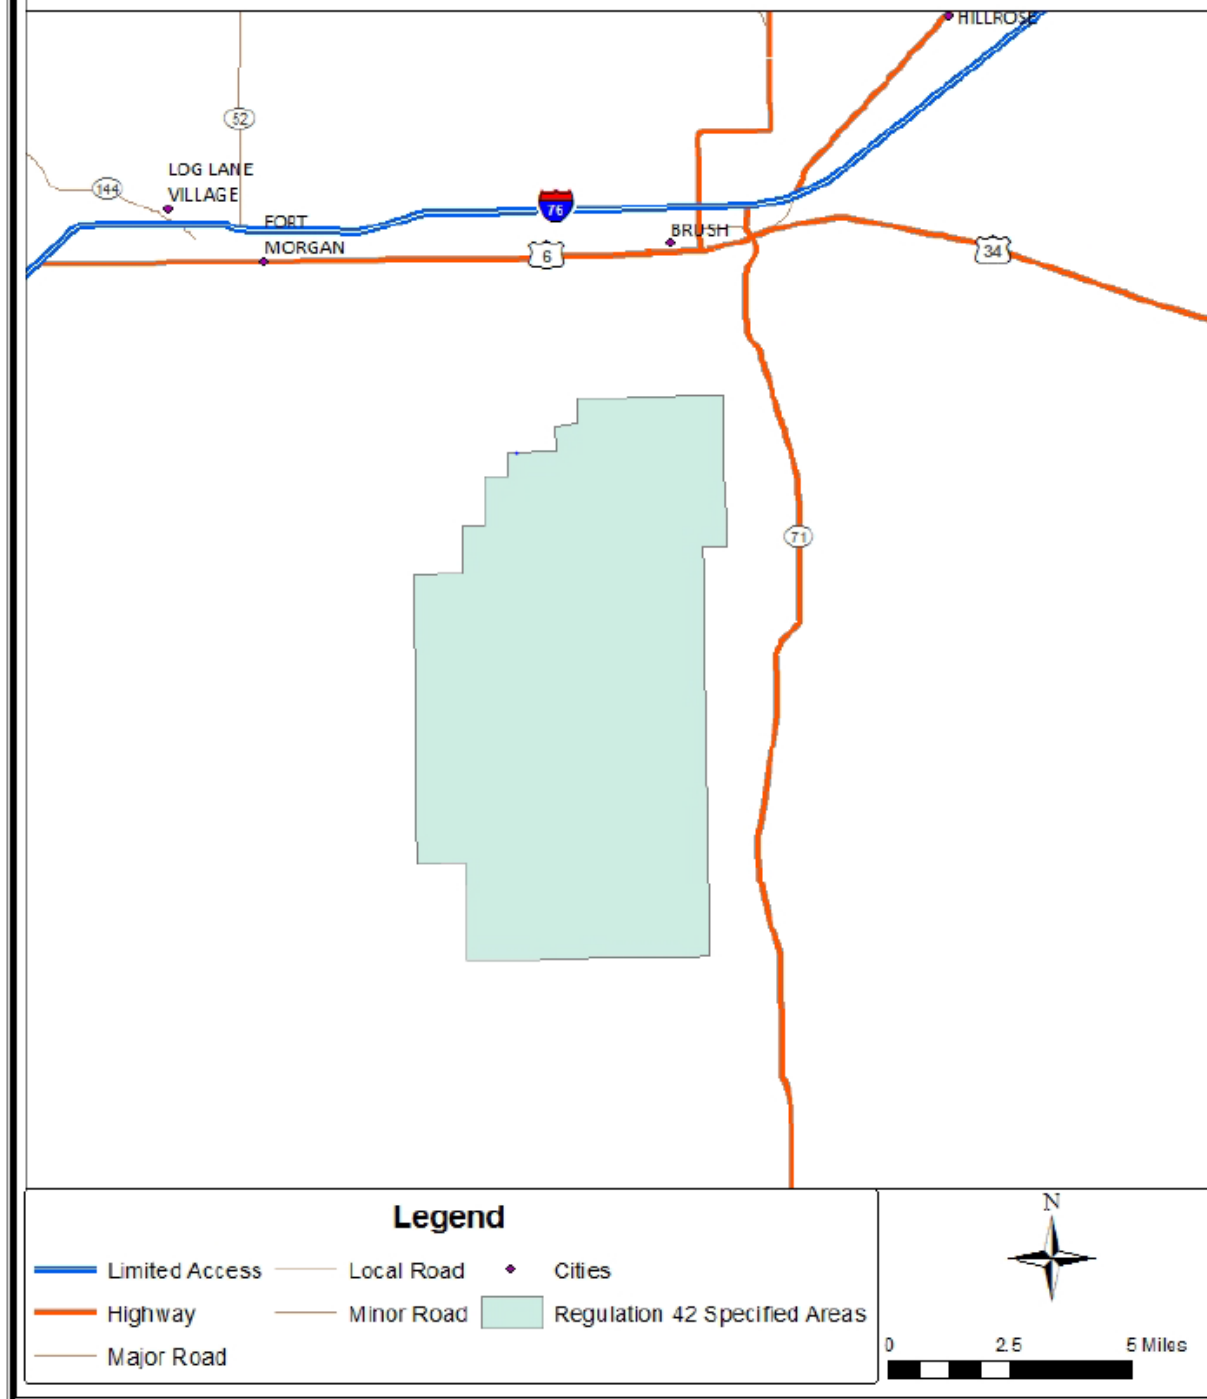 HILLROSE
52
LOG LANE
VILLAGE
144
FORT
MORGAN
76
BRUSH
6
34
71
Legend
Limited Access
Local Road
Cities
Highway
Minor Road
Regulation 42 Specified Areas
Major Road
N
0 2.5 5 Miles